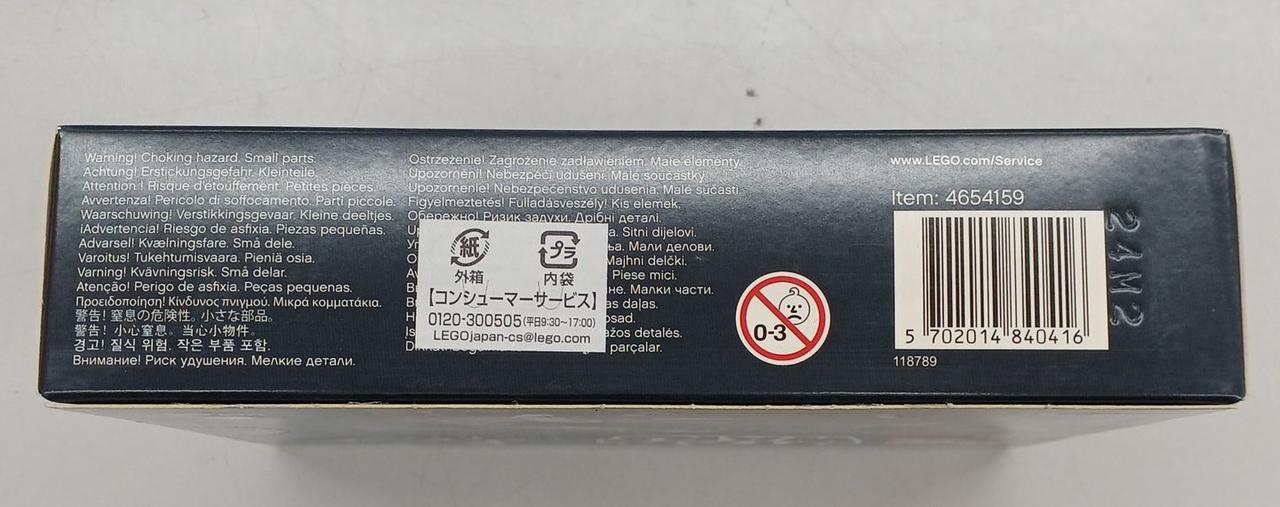 Warning! Choking hazard. Small parts.
Achtung! Erstickungsgefahr. Kleinteile.
Attention ! Risque d'étouffement. Petites pièces.
Avvertenza! Pericolo di soffocamento. Parti piccole.
Waarschuwing! Verstikkingsgevaar. Kleine deeltjes.
¡Advertencia! Riesgo de asfixia. Piezas pequeñas.
Advarsel! Kvælningsfare. Små dele.
Varoitus! Tukehtumisvaara. Pieniä osia.
Varning! Kvävningsrisk. Små delar.
Atenção! Perigo de asfixia. Peças pequenas.
Προειδοποίηση! Κίνδυνος πνιγμού. Μικρά κομματάκια.
警告! 窒息の危険性。小さな部品。
警告! 小心窒息。当心小物件。
경고! 질식 위험. 작은 부품 포함.
Внимание! Риск удушения. Мелкие детали.
Ostrzeżenie! Zagrożenie zadławieniem. Małe elementy.
Upozornění! Nebezpečí udušení. Malé součástky.
Upozornenie! Nebezpečenstvo udusenia. Malé súčasti.
Figyelmeztetés! Fulladásveszély! Kis elemek.
Обережно! Ризик задухи. Дрібні деталі.
Sitni dijelovi.
Мали делови.
Majhni delčki.
Piese mici.
Малки части.
daļas.
detalės.
parçalar.
紙
外箱
プラ
内袋
【コンシューマーサービス】
0120-300505 (平日9:30~17:00)
LEGOjapan-cs@lego.com
0-3
www.LEGO.com/Service
Item: 4654159
5 702014 840416
118789
24M2